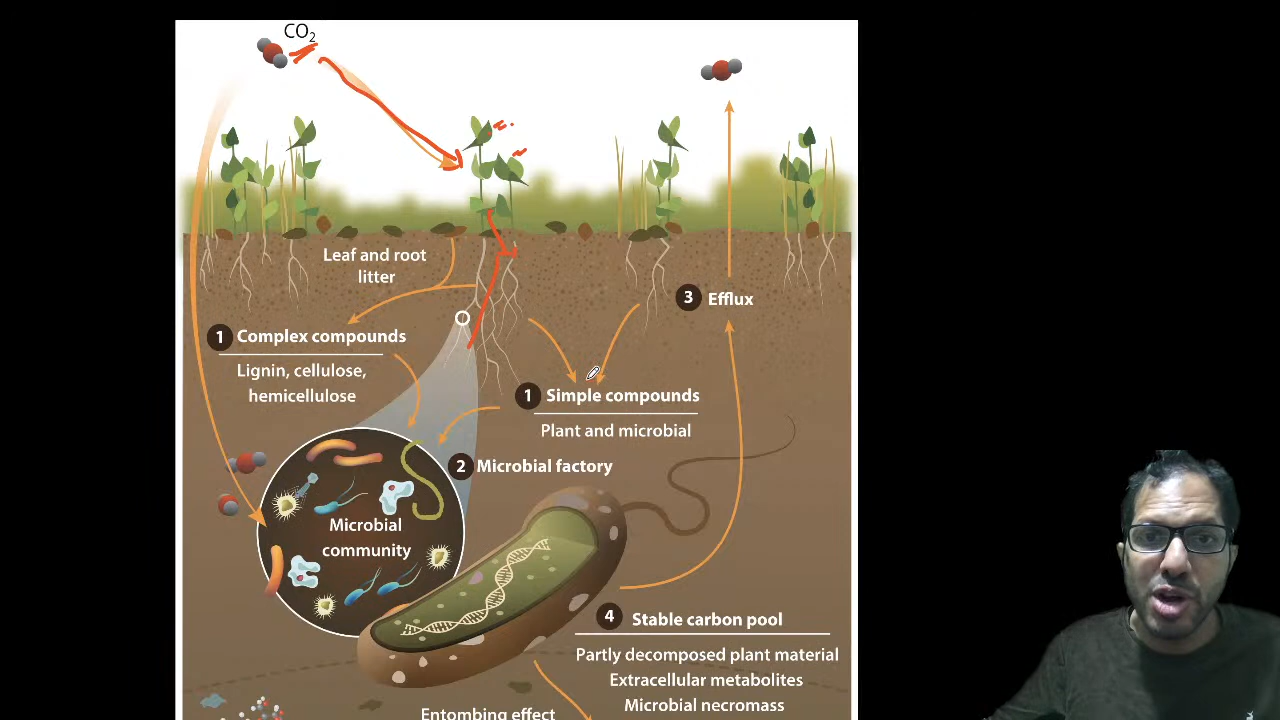 CO₂
Leaf and root
litter
3 Efflux
1 Complex compounds
Lignin, cellulose,
hemicellulose
1 Simple compounds
Plant and microbial
2 Microbial factory
Microbial
community
4 Stable carbon pool
Partly decomposed plant material
Extracellular metabolites
Microbial necromass
Entombing effect